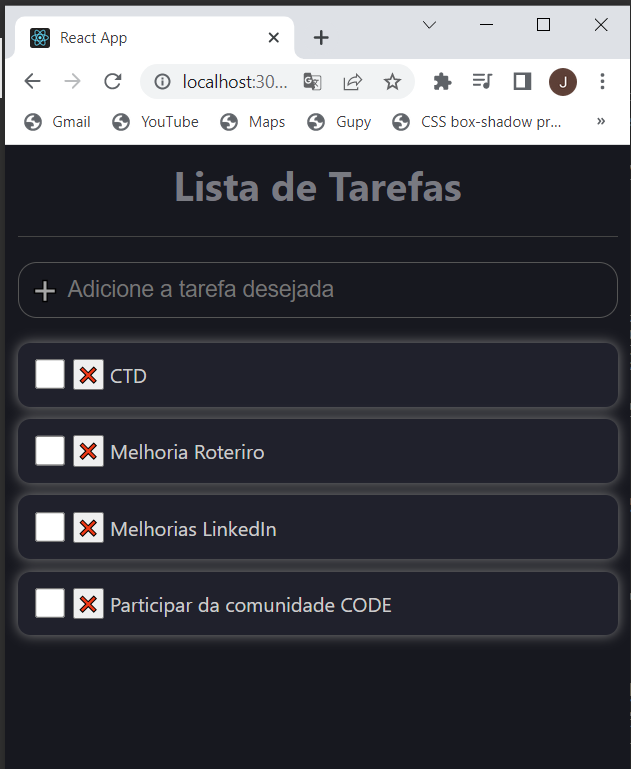 React App
localhost:30...
J
Gmail YouTube Maps Gupy CSS box-shadow pr... »
Lista de Tarefas
Adicione a tarefa desejada
CTD
Melhoria Roteriro
Melhorias LinkedIn
Participar da comunidade CODE